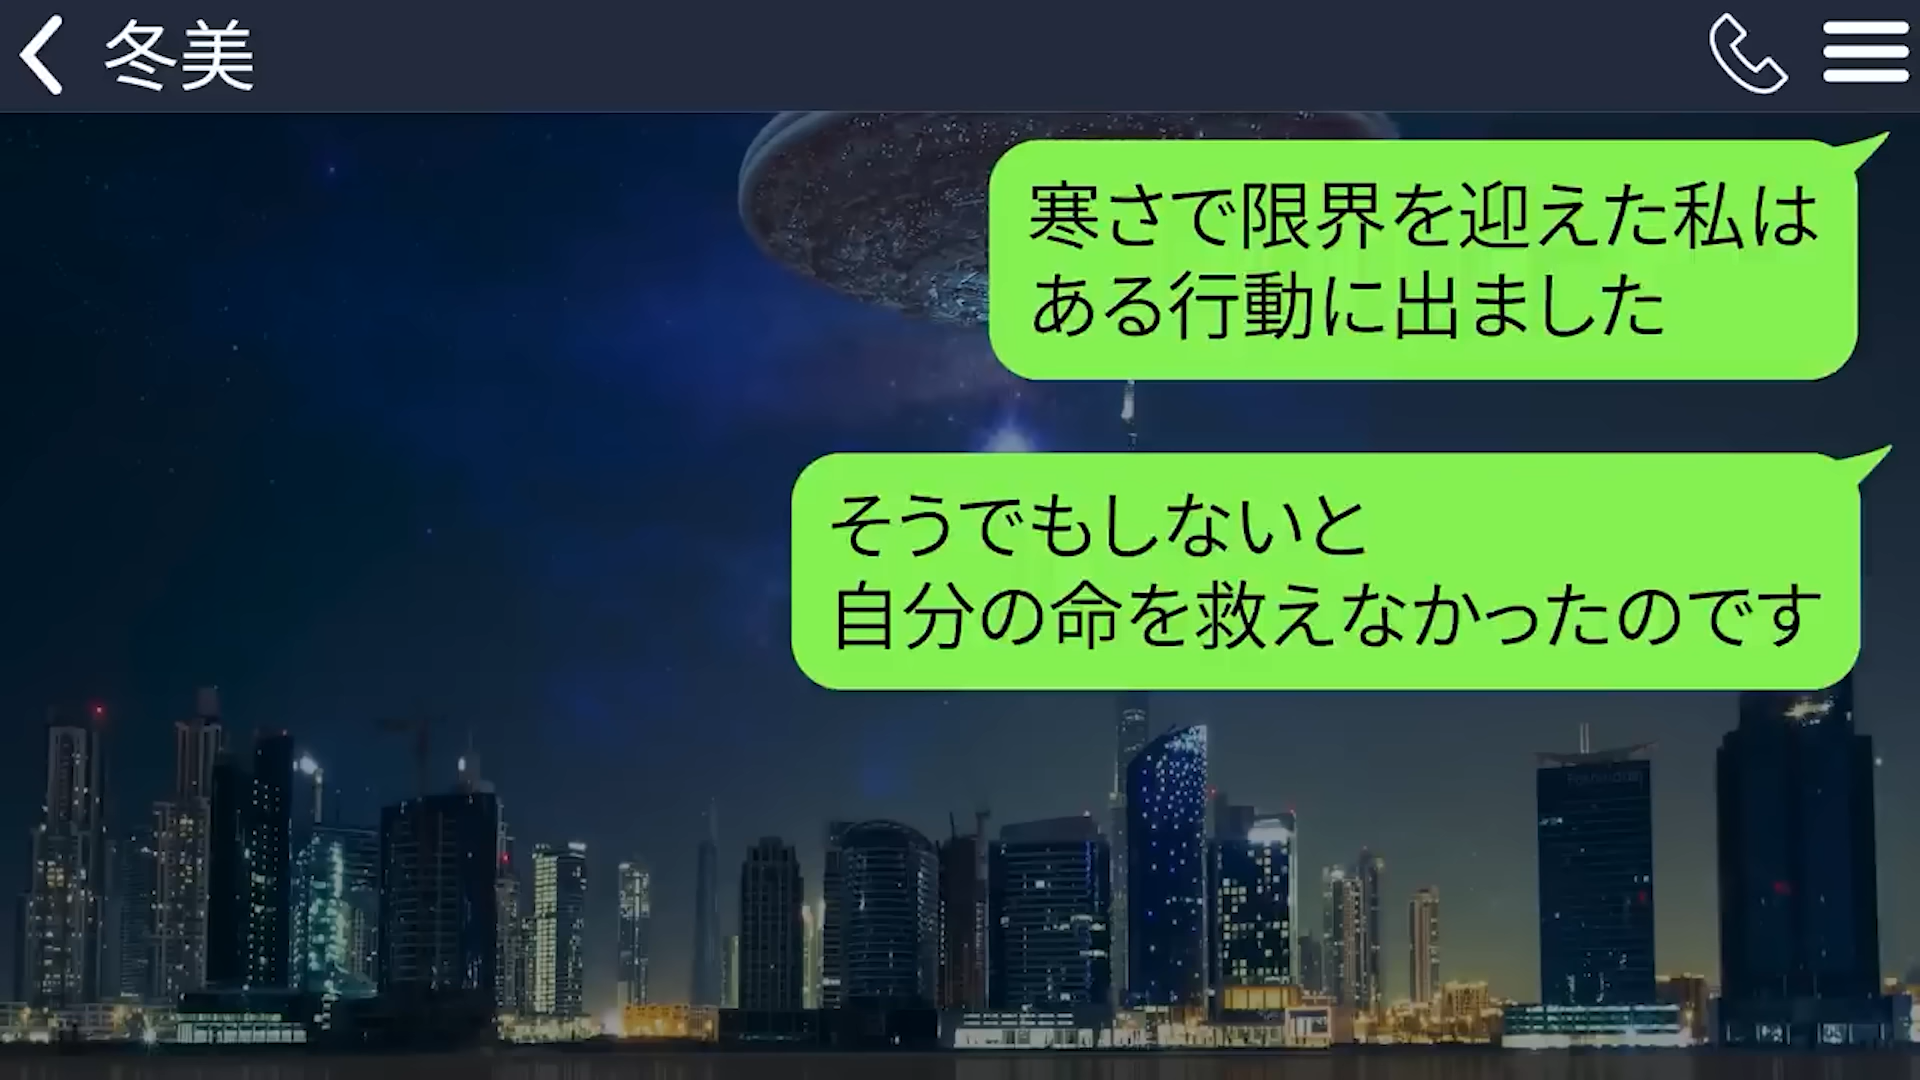 冬美
寒さで限界を迎えた私は
ある行動に出ました
そうでもしないと
自分の命を救えなかったのです